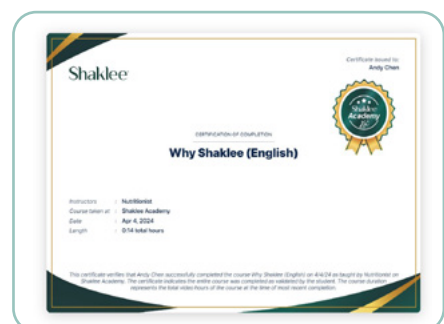 Shaklee
Certificate issued to:
Andy Chen
Shaklee
Academy
CERTIFICATION OF COMPLETION
Why Shaklee (English)
Instructors : Nutritionist
Course taken at : Shaklee Academy
Date : Apr 4, 2024
Length : 0:14 total hours
This certificate verifies that Andy Chen successfully completed the course Why Shaklee (English) on 4/4/24 as taught by Nutritionist on
Shaklee Academy. The certificate indicates the entire course was completed as validated by the student. The course duration
represents the total video hours of the course at the time of most recent completion.